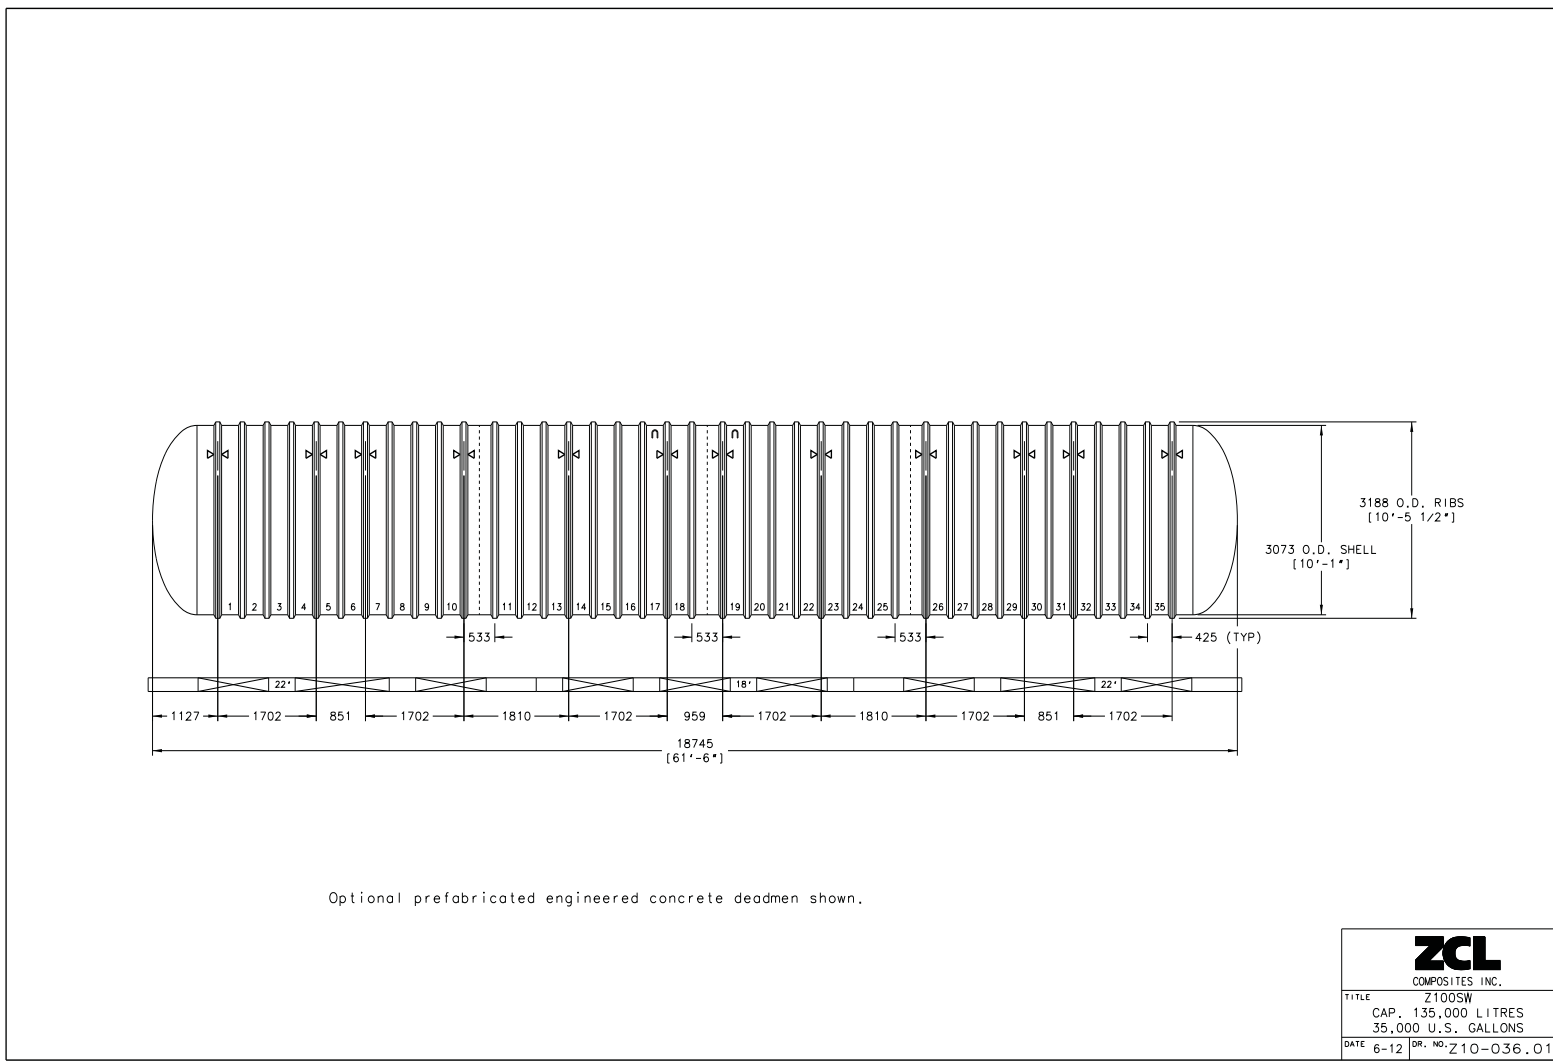 3188 O.D. RIBS
[10'-5 1/2"]
3073 O.D. SHELL
[10'-1"]
1 2 3 4 5 6 7 8 9 10 11 12 13 14 15 16 17 18 19 20 21 22 23 24 25 26 27 28 29 30 31 32 33 34 35
533 533 533 425 (TYP)
22' 18' 22'
1127 1702 851 1702 1810 1702 959 1702 1810 1702 851 1702
18745
[61'-6"]
Optional prefabricated engineered concrete deadmen shown.
ZCL
COMPOSITES INC.
TITLE Z100SW
CAP. 135,000 LITRES
35,000 U.S. GALLONS
DATE 6-12 DR. NO. Z10-036.01